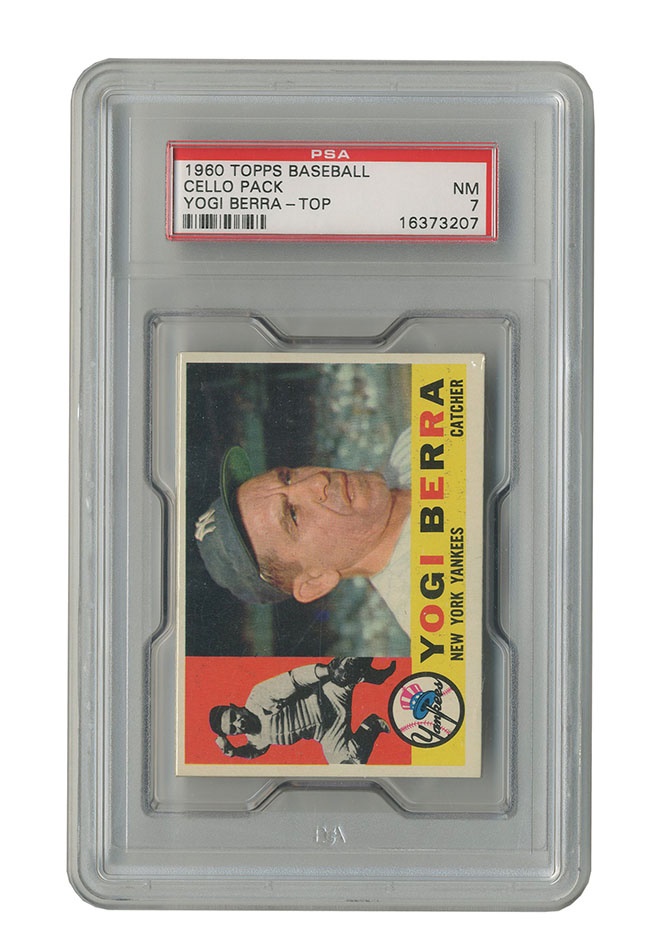 PSA
1960 TOPPS BASEBALL
CELLO PACK NM
YOGI BERRA – TOP 7
16373207
YOGI BERRA
NEW YORK YANKEES CATCHER
Yankees
NY
PSA